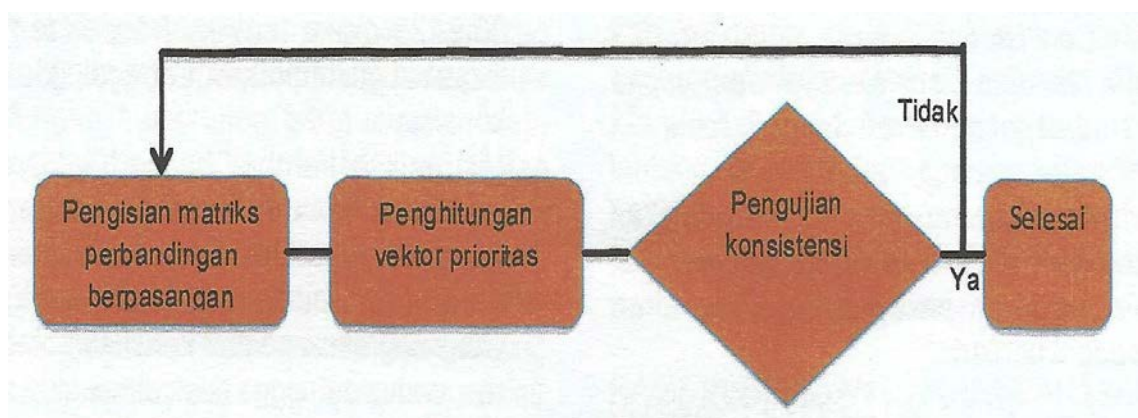 Tidak
Pengisian matriks
perbandingan
berpasangan
Penghitungan
vektor prioritas
Pengujian
konsistensi
Ya
Selesai